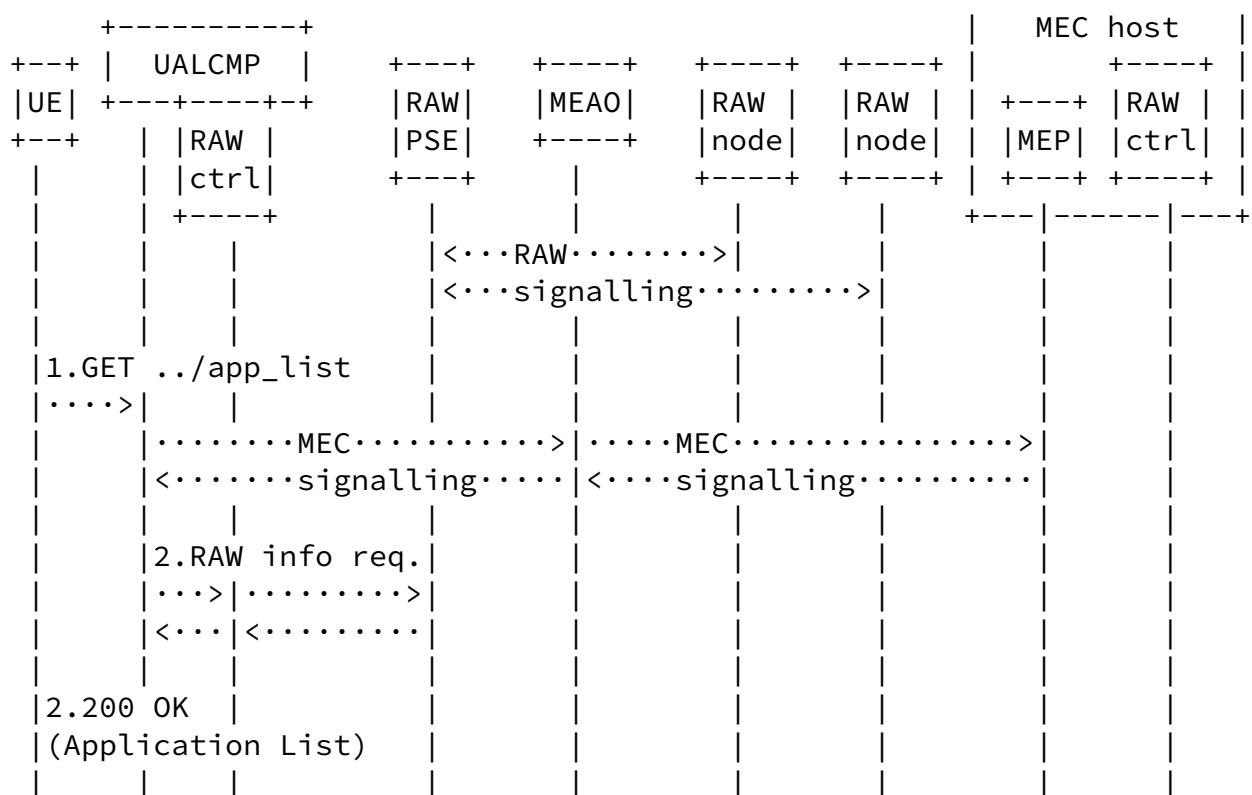 +----------+                                    |   MEC host   |
+--+ |  UALCMP  |    +---+   +----+   +----+  +----+ |       +----+ |
|UE| +---+----+-+    |RAW|   |MEAO|   |RAW |  |RAW | | +---+ |RAW | |
+--+   | |RAW |      |PSE|   +----+   |node|  |node| | |MEP| |ctrl| |
 |     | |ctrl|      +---+     |      +----+  +----+ | +---+ +----+ |
 |     | +----+        |       |        |       |    +---|------|---+
 |     |    |          |<···RAW········>|       |        |      |
 |     |    |          |<···signalling·········>|        |      |
 |     |    |          |       |        |       |        |      |
 |1.GET ../app_list    |       |        |       |        |      |
 |····>|    |          |       |        |       |        |      |
 |     |········MEC···········>|·····MEC················>|      |
 |     |<·······signalling·····|<····signalling··········|      |
 |     |    |          |       |        |       |        |      |
 |     |2.RAW info req.|       |        |       |        |      |
 |     |···>|·········>|       |        |       |        |      |
 |     |<···|<·········|       |        |       |        |      |
 |     |    |          |       |        |       |        |      |
 |2.200 OK  |          |       |        |       |        |      |
 |(Application List)   |       |        |       |        |      |
 |     |    |          |       |        |       |        |      |